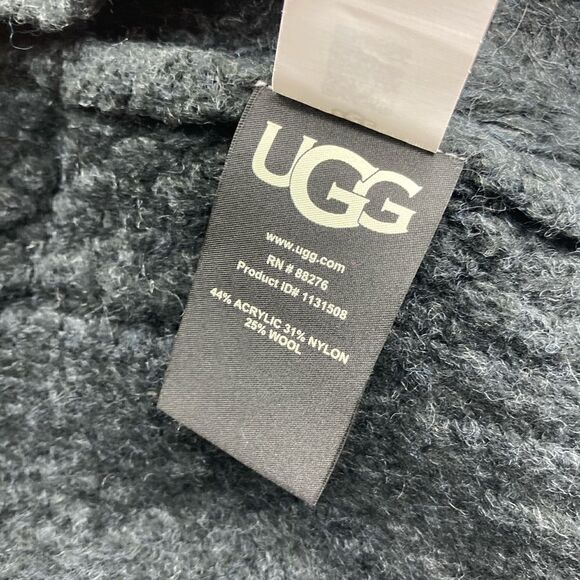 UGG
www.ugg.com
RN # 88276
Product ID# 1131508
44% ACRYLIC 31% NYLON
25% WOOL